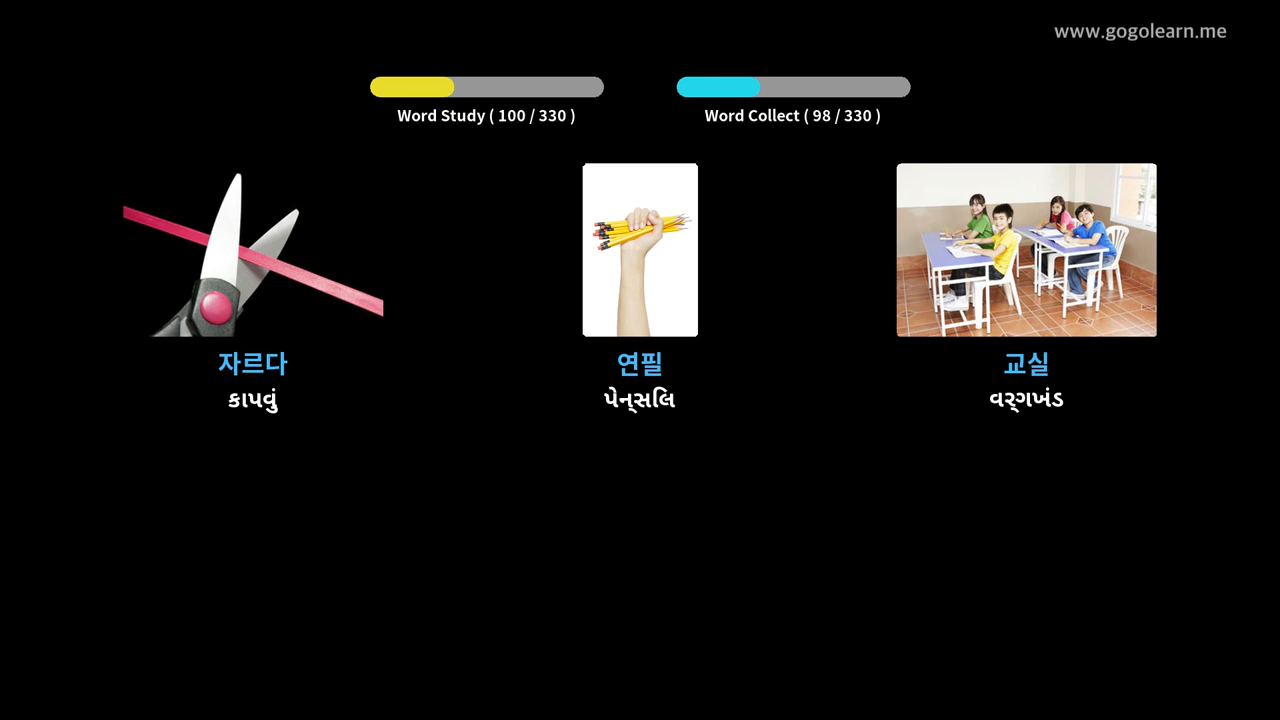 www.gogolearn.me
Word Study ( 100 / 330 )
Word Collect ( 98 / 330 )
자르다
કાપવું
연필
પેન્સલિ
교실
વર્ગખંડ